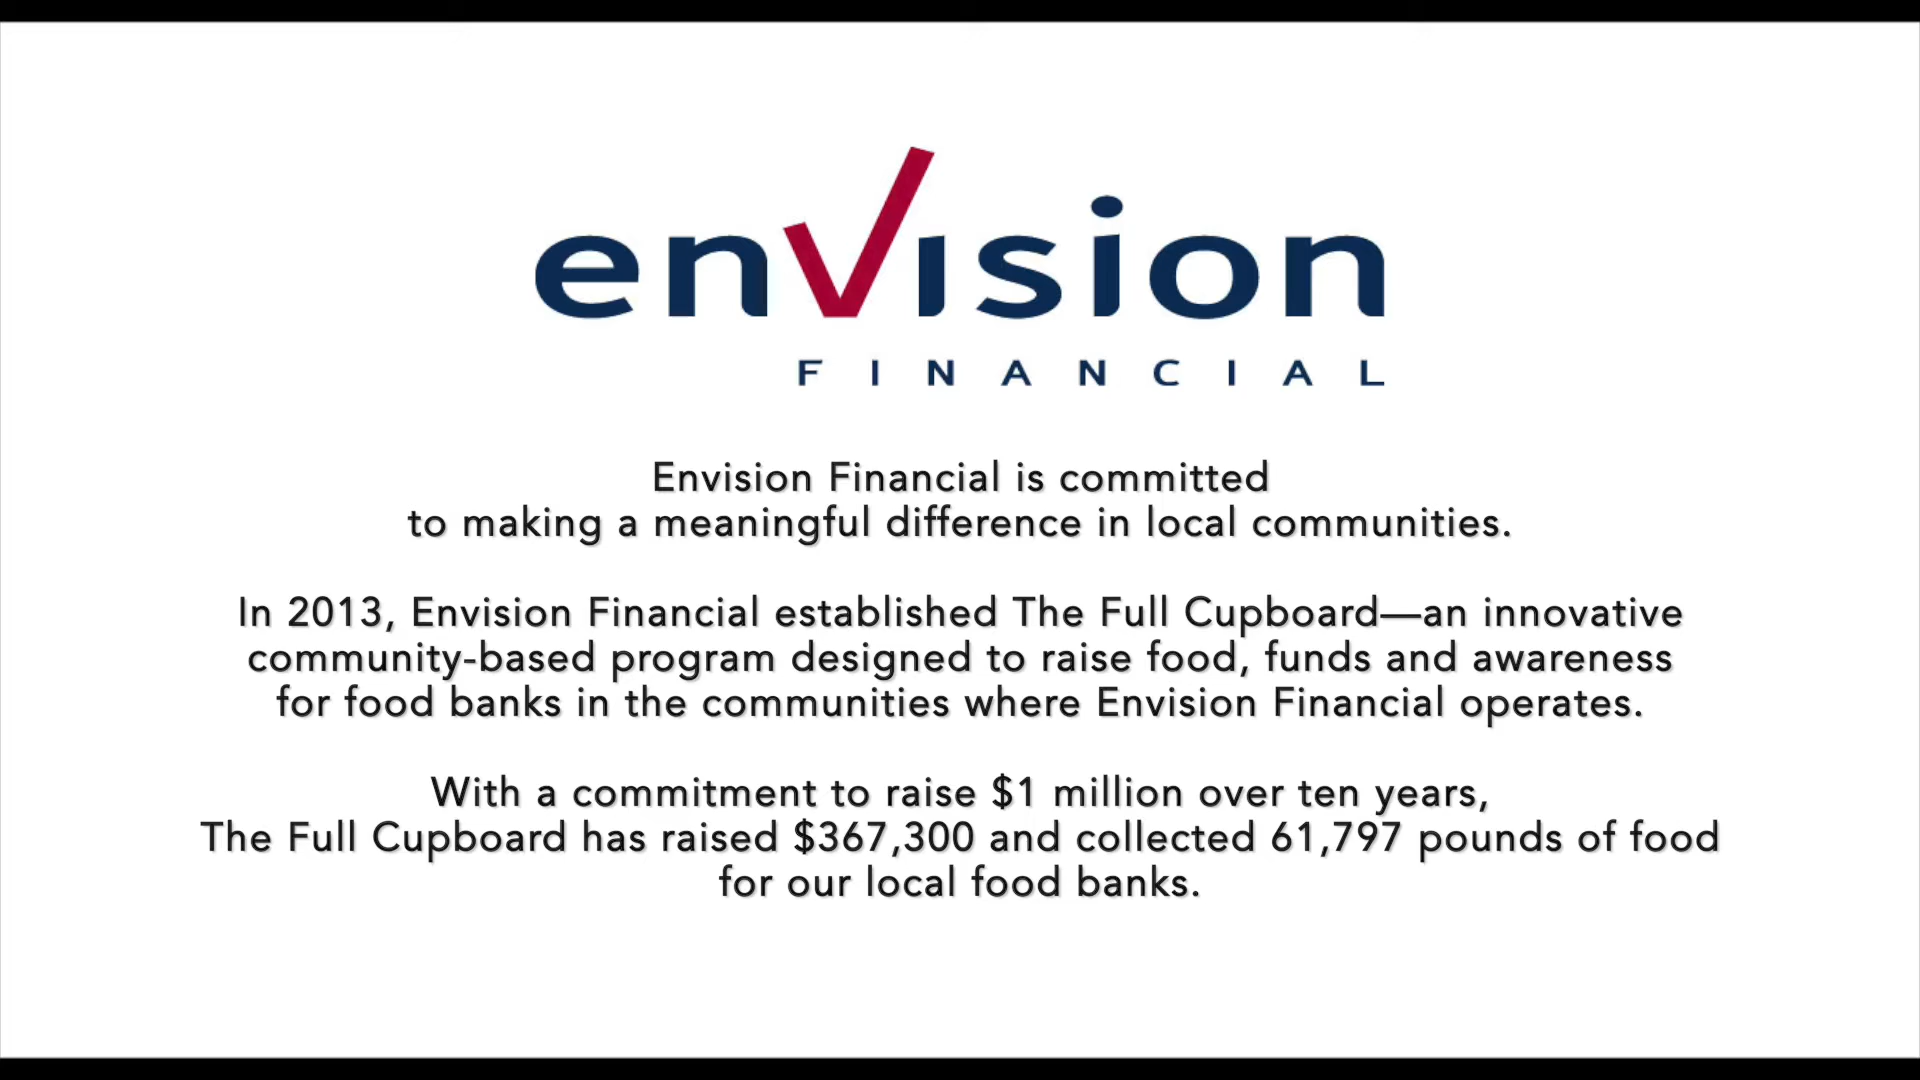 envision
FINANCIAL
Envision Financial is committed
to making a meaningful difference in local communities.
In 2013, Envision Financial established The Full Cupboard—an innovative
community-based program designed to raise food, funds and awareness
for food banks in the communities where Envision Financial operates.
With a commitment to raise $1 million over ten years,
The Full Cupboard has raised $367,300 and collected 61,797 pounds of food
for our local food banks.